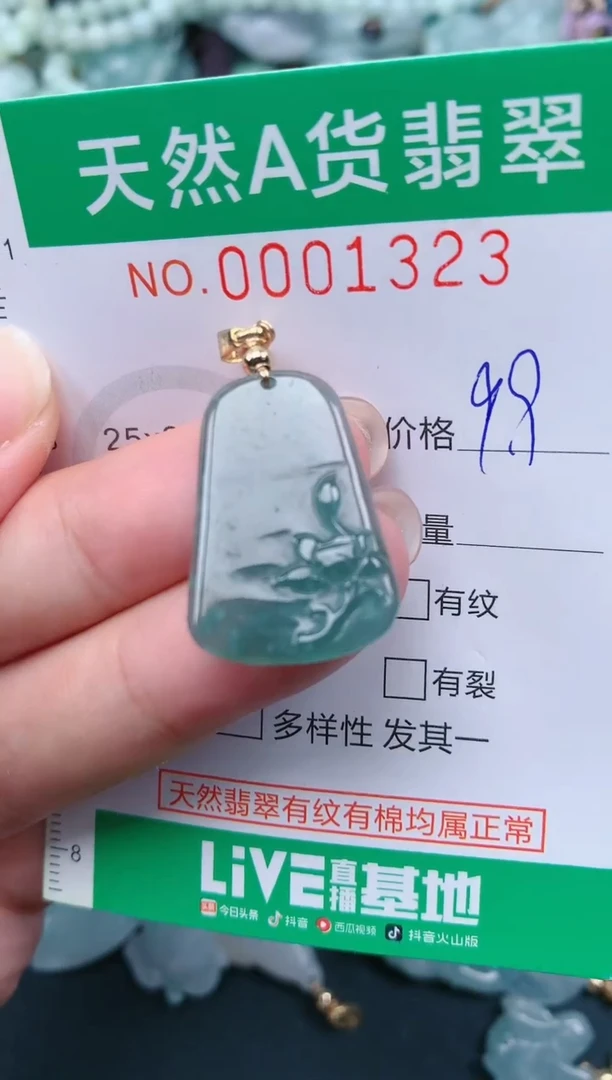 天然A货翡翠
NO.0001323
价格 98
量
有纹
有裂
多样性 发其一
天然翡翠有纹有棉均属正常
8
LiVE直播基地
今日头条 抖音 西瓜视频 抖音火山版